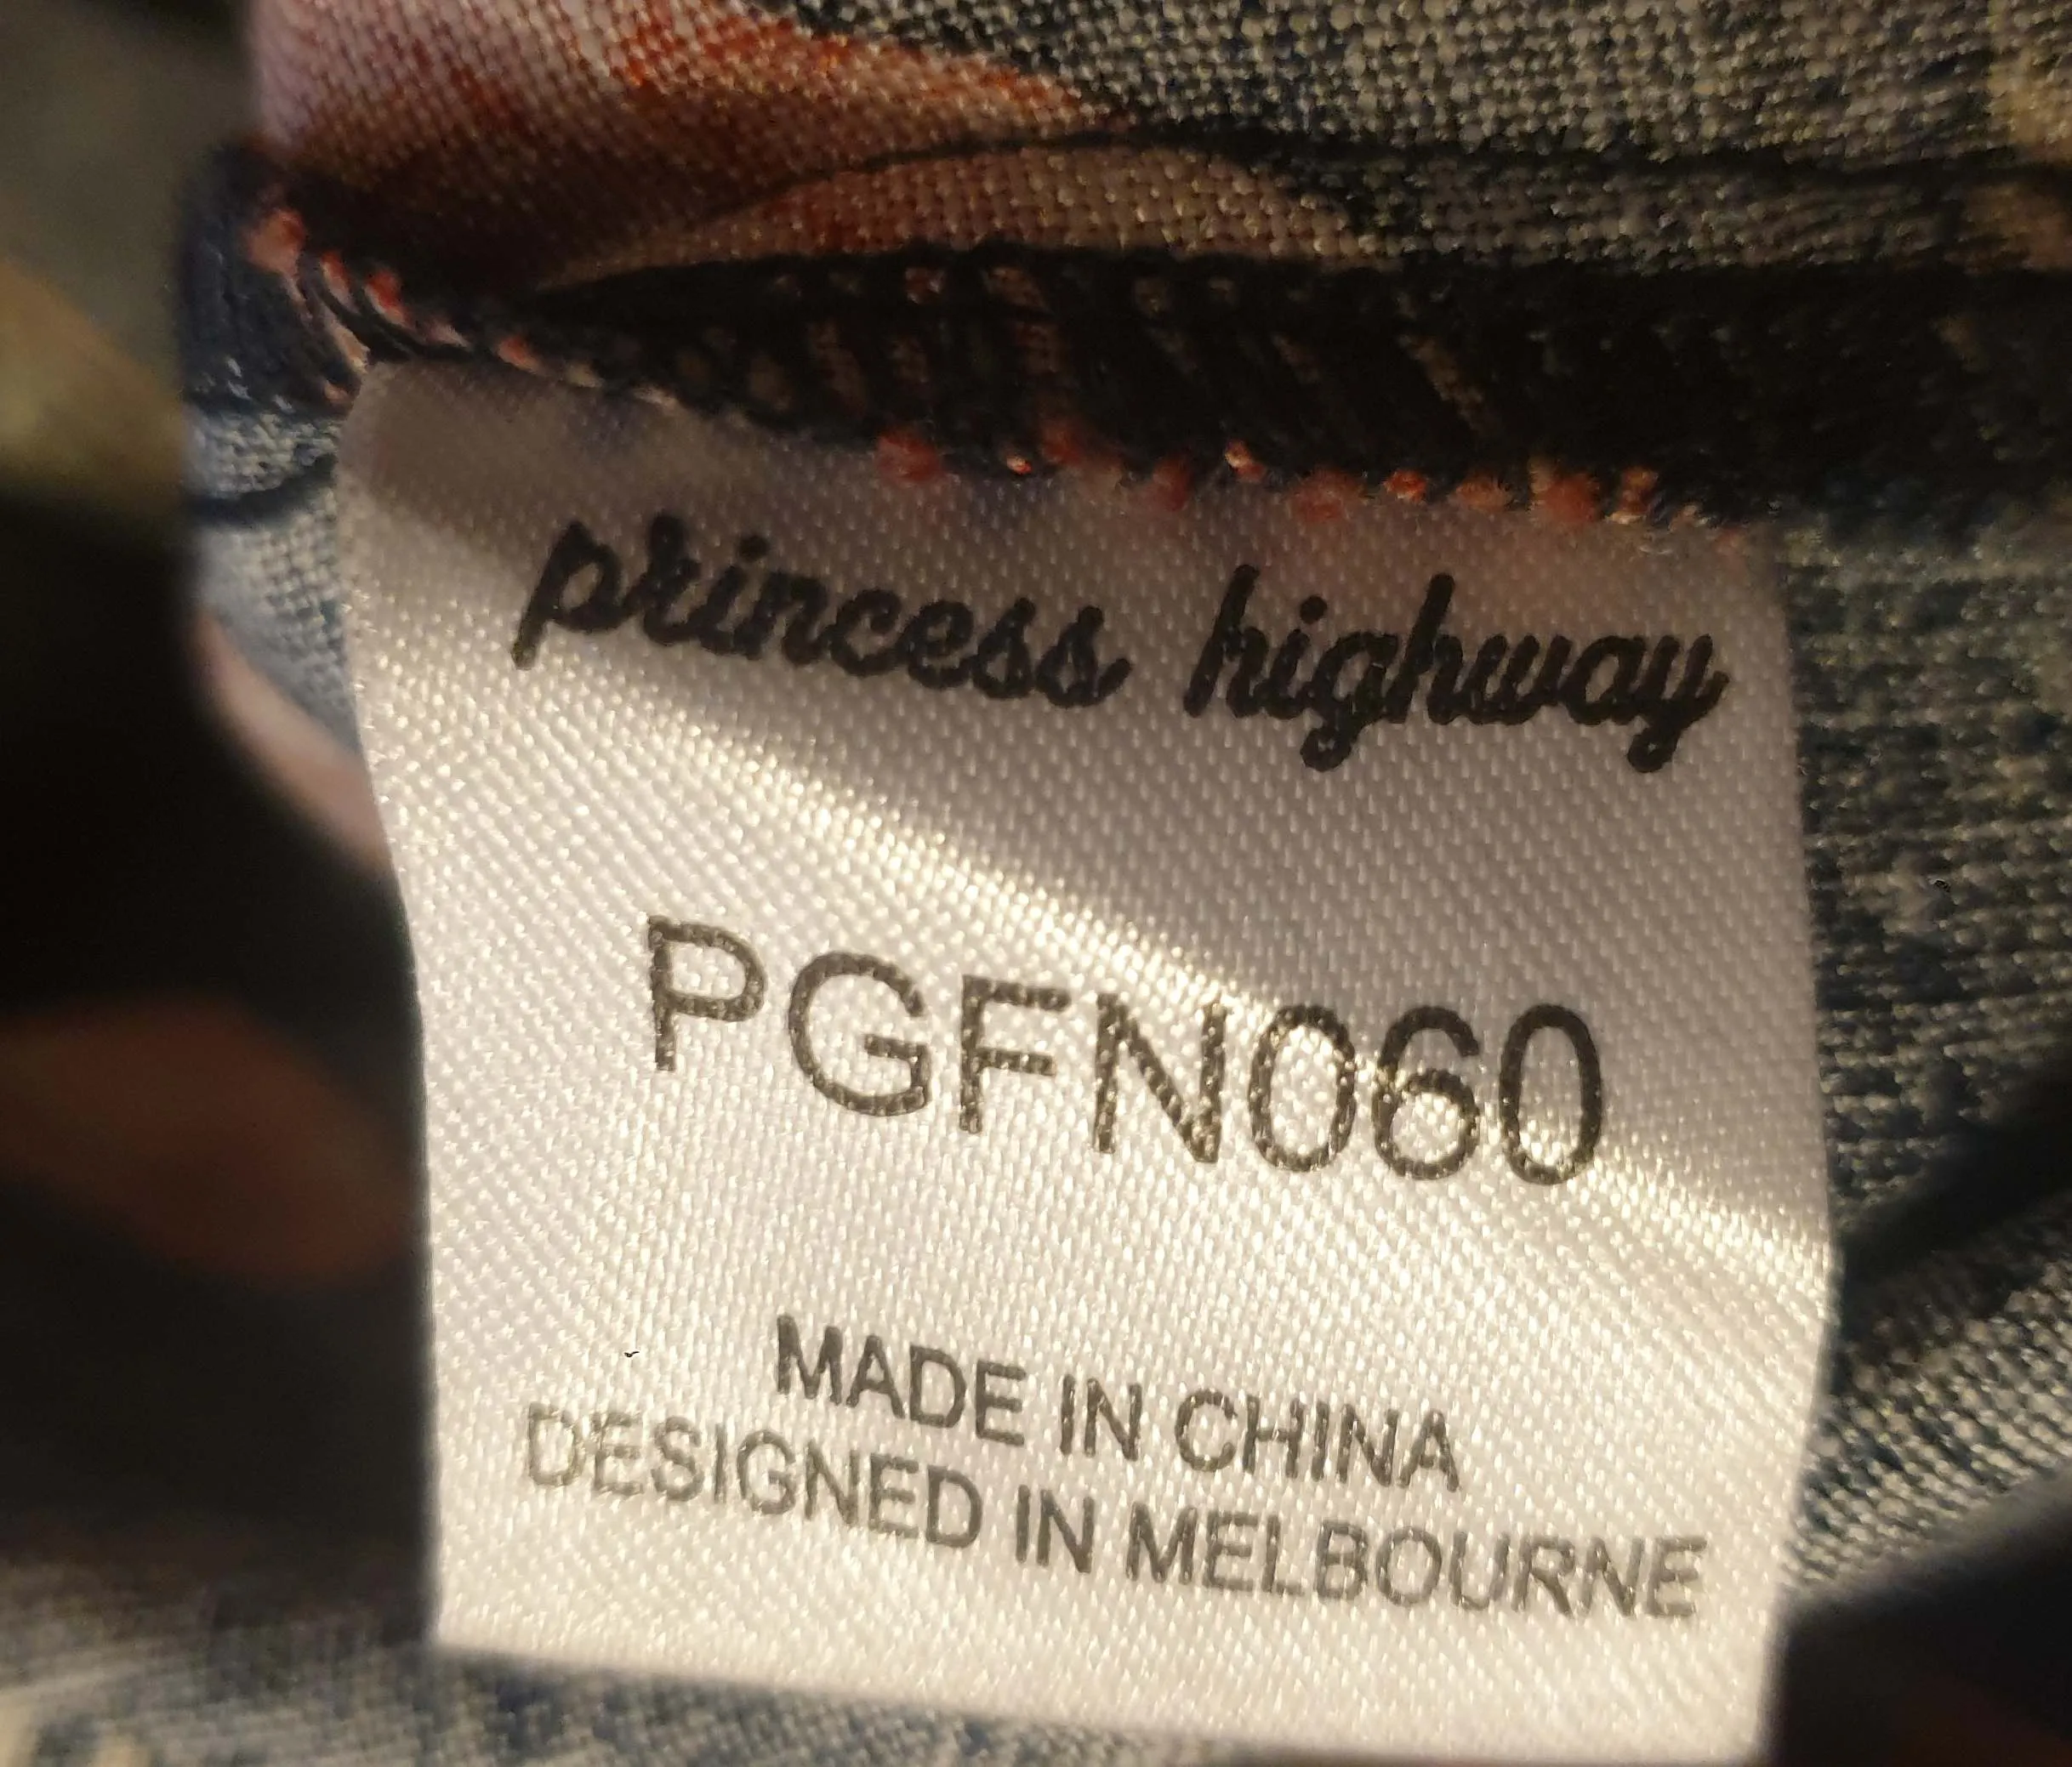 princess highway
PGFN060
MADE IN CHINA
DESIGNED IN MELBOURNE